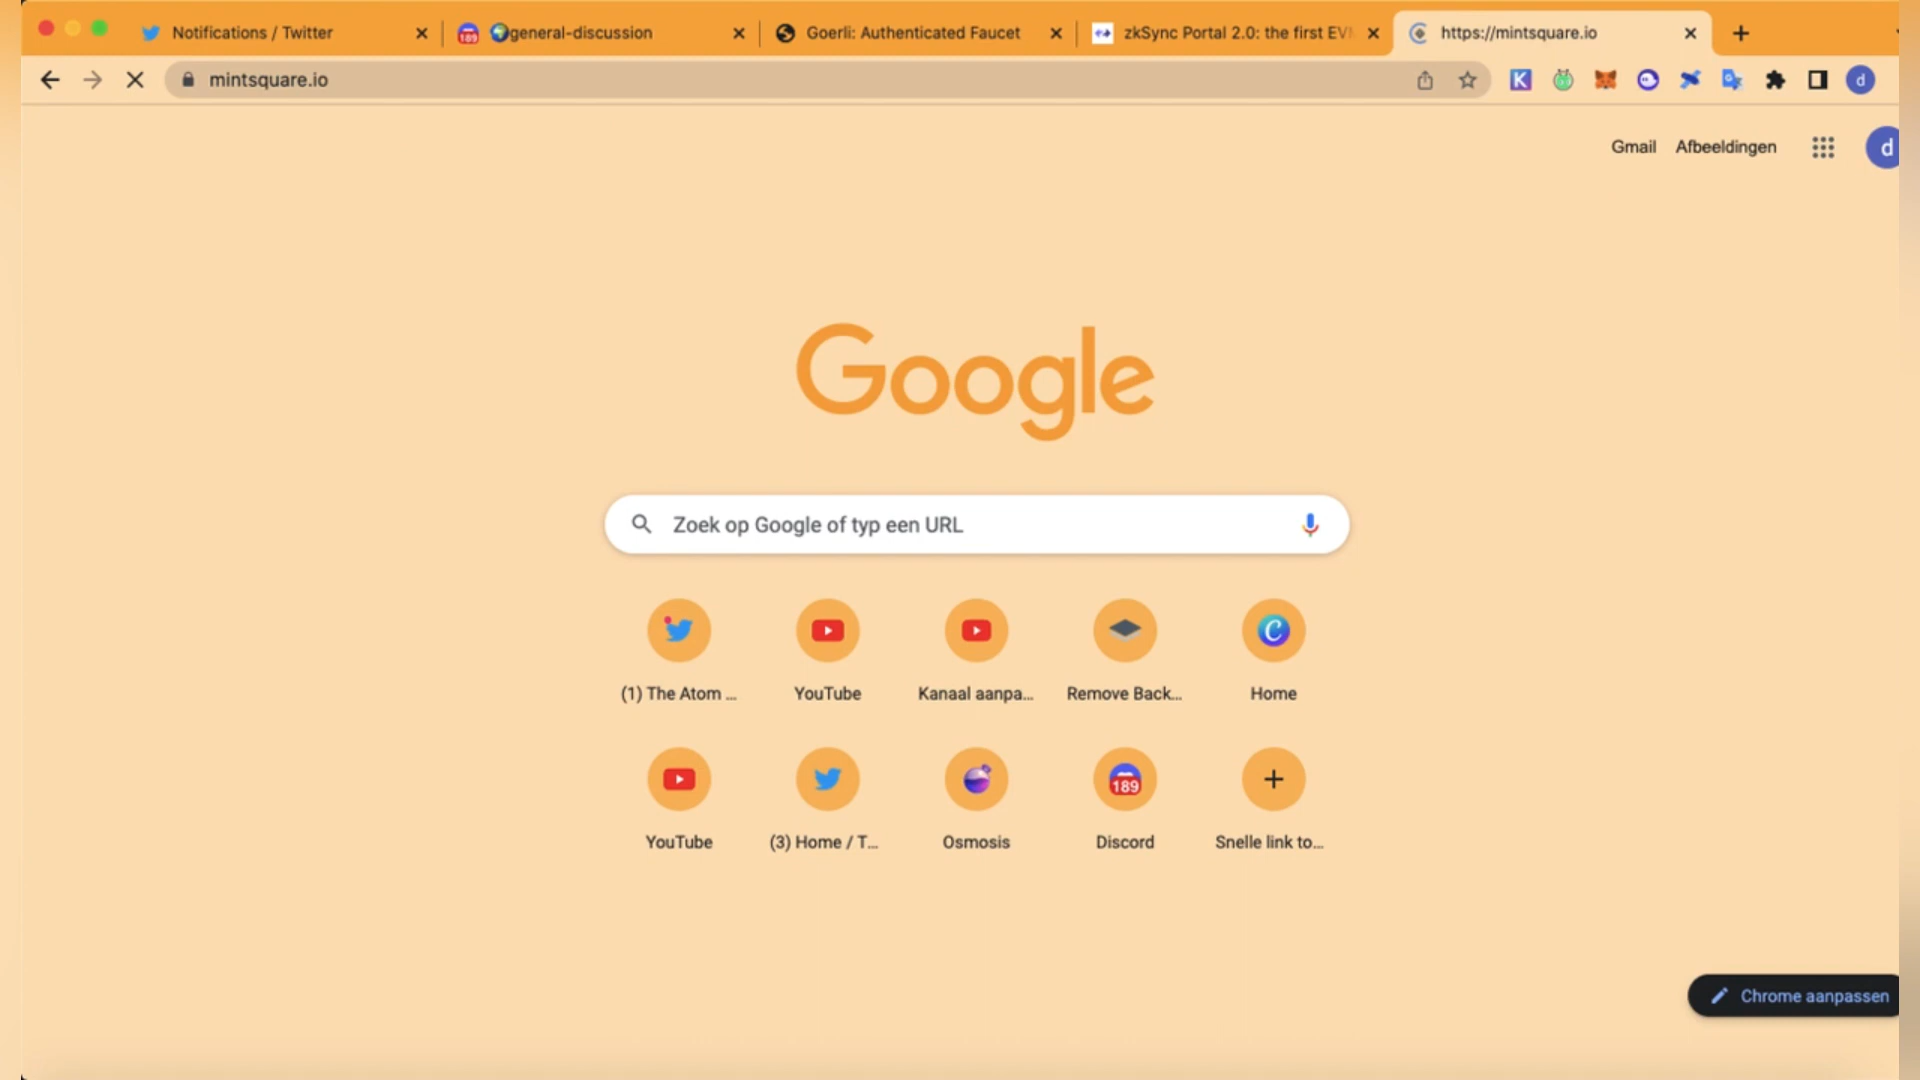 Notifications / Twitter
189
general-discussion
Goerli: Authenticated Faucet
zkSync Portal 2.0: the first EV
https://mintsquare.io
mintsquare.io
K
d
Gmail
Afbeeldingen
d
Google
Zoek op Google of typ een URL
C
(1) The Atom ...
YouTube
Kanaal aanpa...
Remove Back...
Home
189
YouTube
(3) Home / T...
Osmosis
Discord
Snelle link to...
Chrome aanpassen